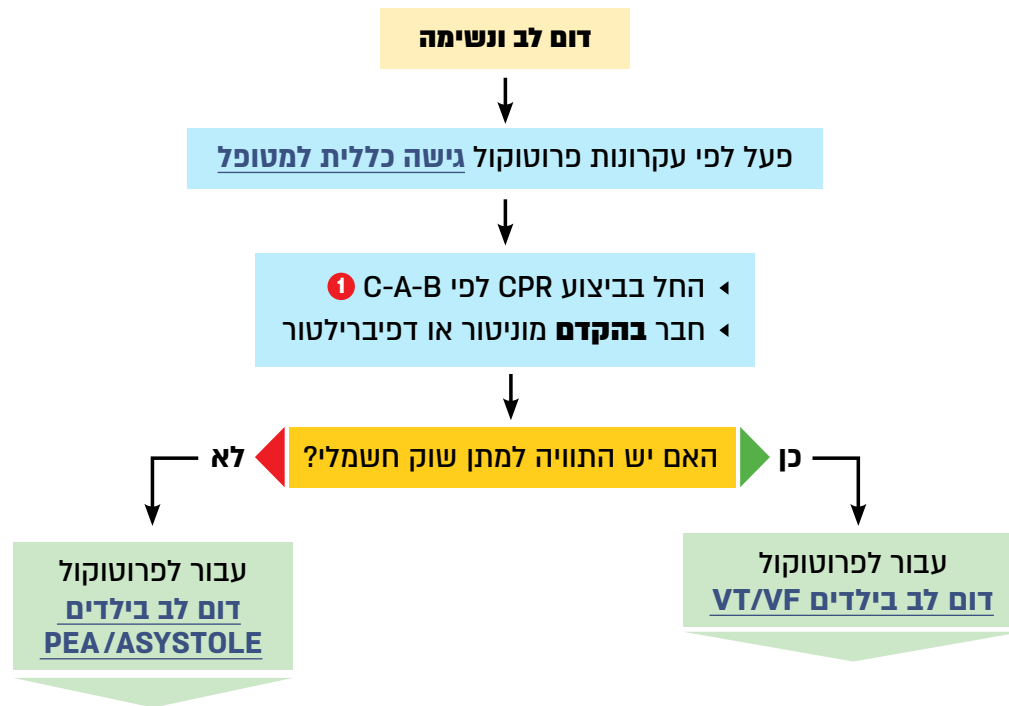 דום לב ונשימה
פעל לפי עקרונות פרוטוקול גישה כללית למטופל
החל בביצוע CPR לפי C-A-B 1
חבר בהקדם מוניטור או דפיברילטור
האם יש התוויה למתן שוק חשמלי?
כן
לא
עבור לפרוטוקול
דום לב בילדים VT/VF
עבור לפרוטוקול
דום לב בילדים
PEA/ASYSTOLE